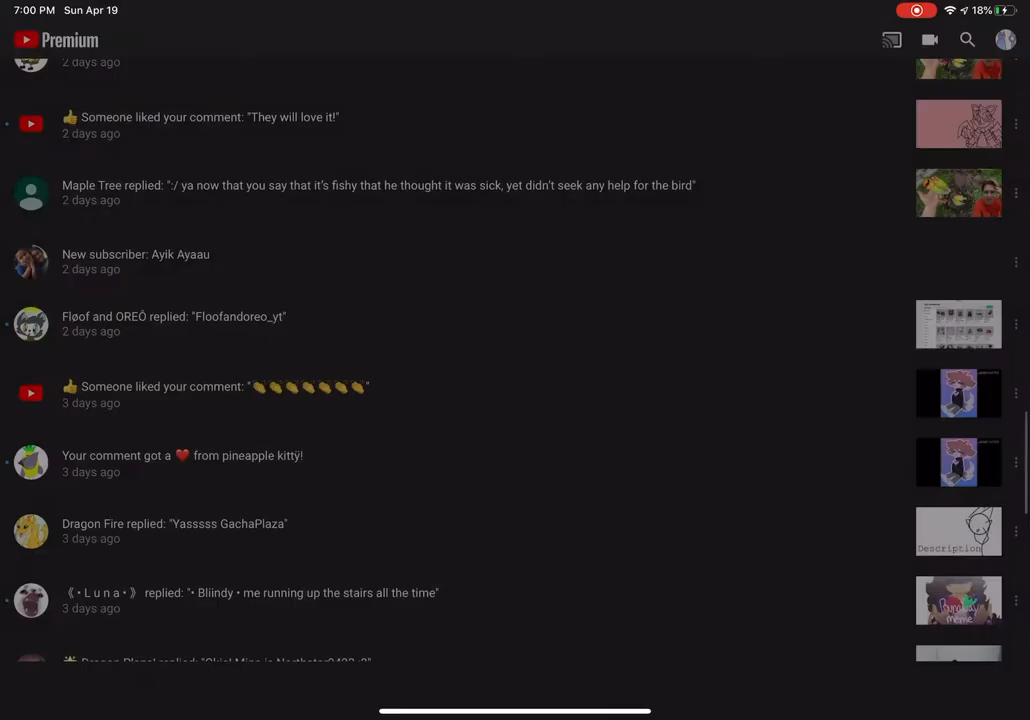 7:00 PM Sun Apr 19
18%
Premium
2 days ago
👍 Someone liked your comment: "They will love it!"
2 days ago
Maple Tree replied: ":/ ya now that you say that it's fishy that he thought it was sick, yet didn't seek any help for the bird"
2 days ago
New subscriber: Ayik Ayaau
2 days ago
Fløof and OREÖ replied: "Floofandoreo_yt"
2 days ago
👍 Someone liked your comment: "👏👏👏👏👏👏👏"
3 days ago
Your comment got a ❤️ from pineapple kittÿ!
3 days ago
Dragon Fire replied: "Yasssss GachaPlaza"
3 days ago
Description
《 • L u n a • 》 replied: "• Bliindy • me running up the stairs all the time"
3 days ago
Runaway
meme